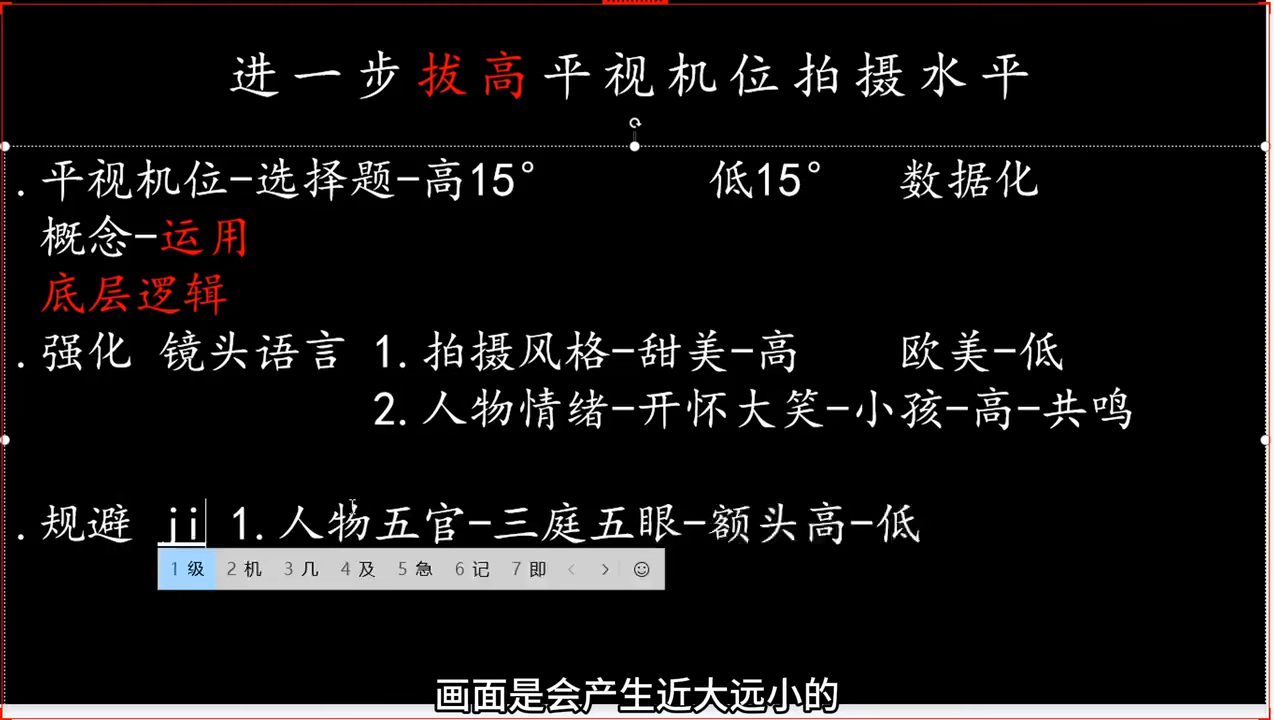 进一步拔高平视机位拍摄水平
.平视机位-选择题-高15° 低15° 数据化
概念-运用
底层逻辑
.强化 镜头语言 1.拍摄风格-甜美-高 欧美-低
2.人物情绪-开怀大笑-小孩-高-共鸣
.规避 ji 1.人物五官-三庭五眼-额头高-低
1 级 2 机 3 几 4 及 5 急 6 记 7 即
画面是会产生近大远小的